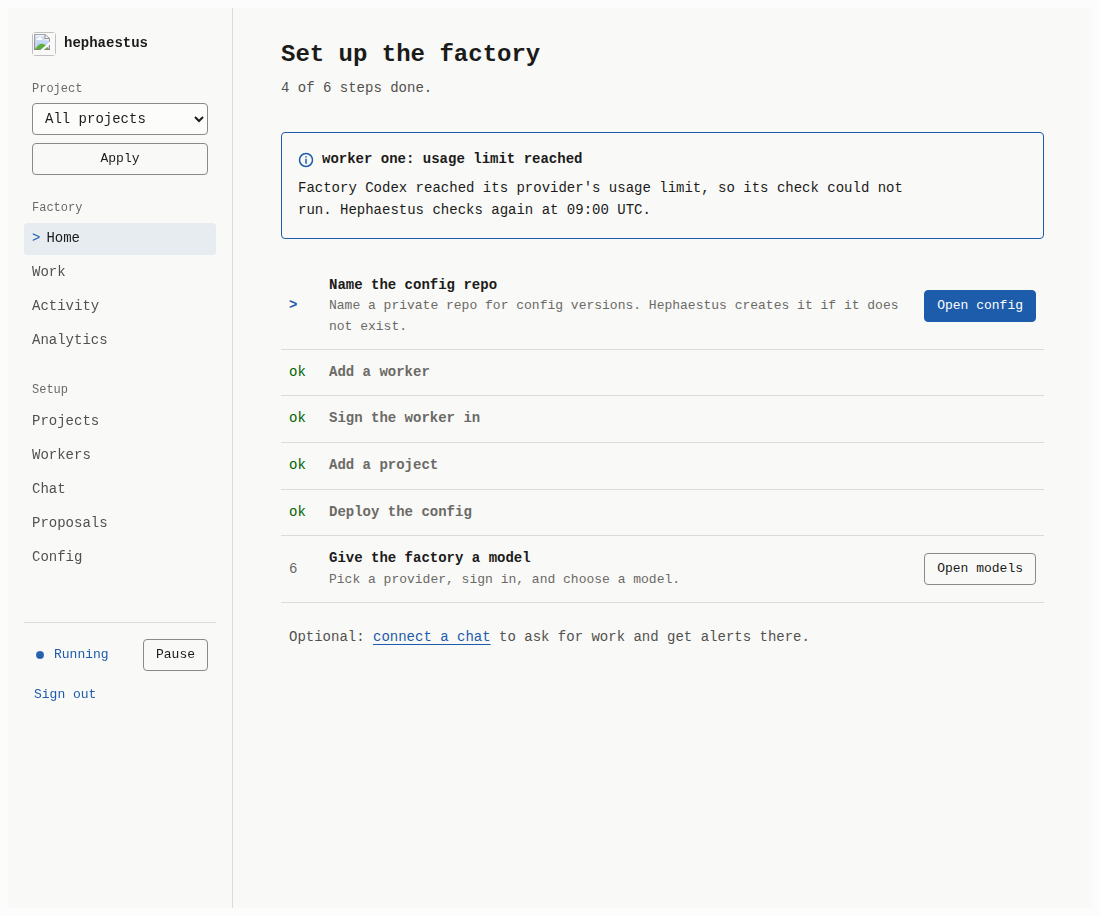 hephaestus
Project
All projects
Apply
Factory
> Home
Work
Activity
Analytics
Setup
Projects
Workers
Chat
Proposals
Config
Running
Pause
Sign out
Set up the factory
4 of 6 steps done.
worker one: usage limit reached
Factory Codex reached its provider's usage limit, so its check could not
run. Hephaestus checks again at 09:00 UTC.
> Name the config repo
Name a private repo for config versions. Hephaestus creates it if it does
not exist.
Open config
ok Add a worker
ok Sign the worker in
ok Add a project
ok Deploy the config
6 Give the factory a model
Pick a provider, sign in, and choose a model.
Open models
Optional: connect a chat to ask for work and get alerts there.